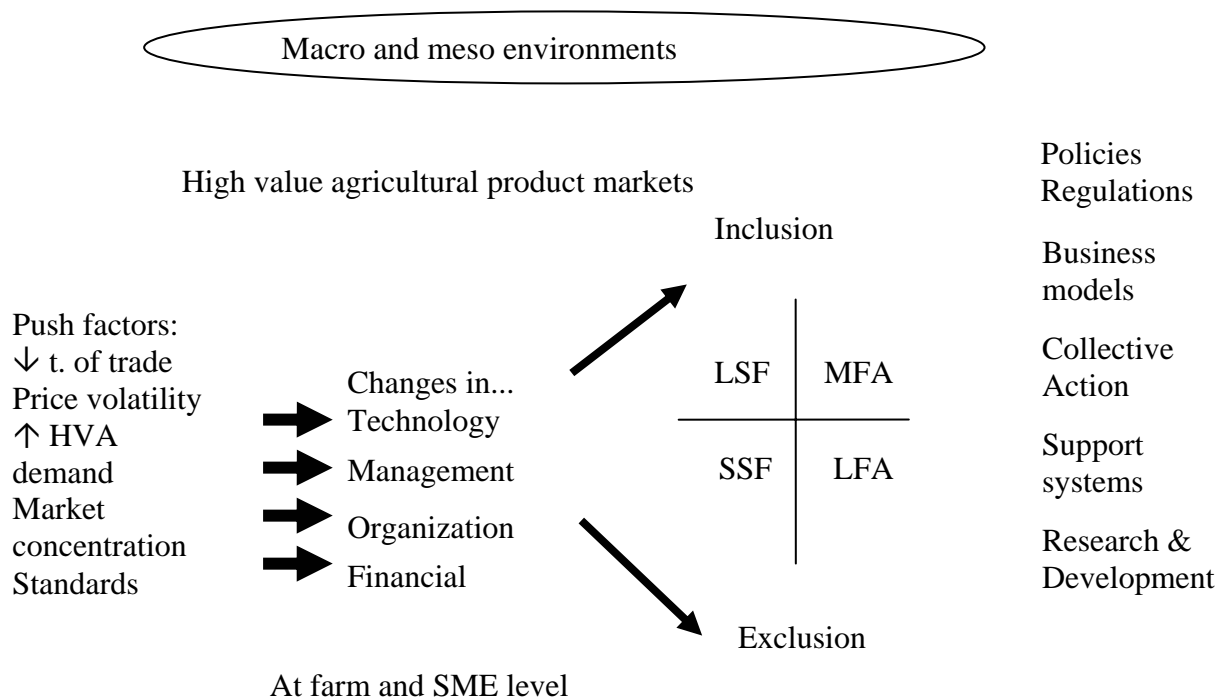 Macro and meso environments
High value agricultural product markets
Push factors:
↓ t. of trade
Price volatility
↑ HVA
demand
Market
concentration
Standards
Changes in...
Technology
Management
Organization
Financial
At farm and SME level
Inclusion
LSF MFA
SSF LFA
Exclusion
Policies
Regulations
Business
models
Collective
Action
Support
systems
Research &
Development